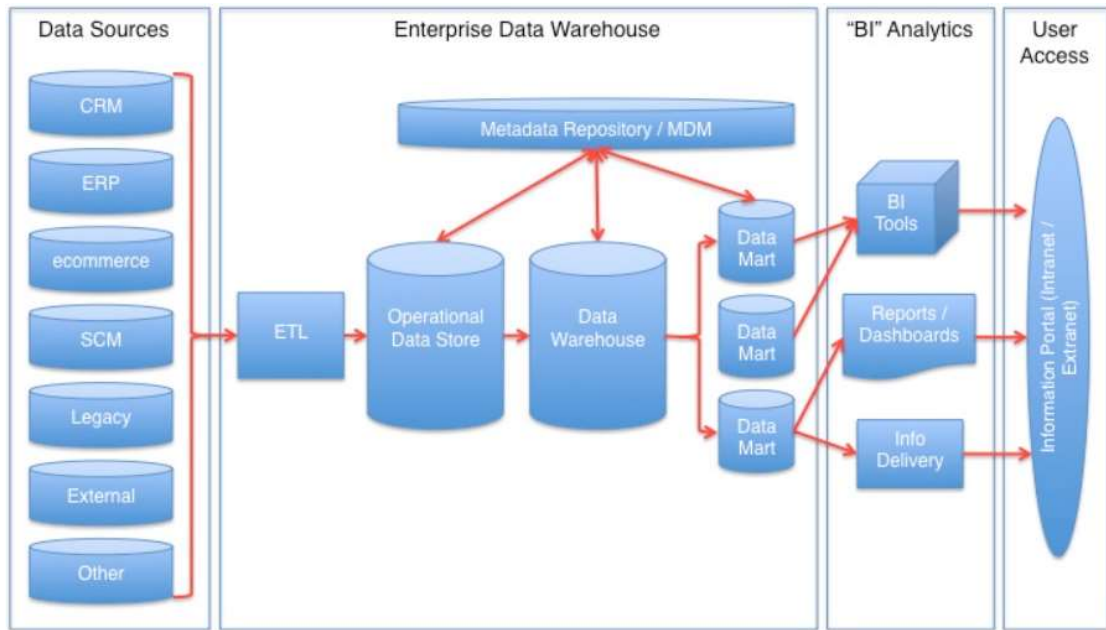 Data Sources
Enterprise Data Warehouse
“BI” Analytics
User
Access
CRM
ERP
ecommerce
SCM
Legacy
External
Other
ETL
Metadata Repository / MDM
Operational
Data Store
Data
Warehouse
Data
Mart
Data
Mart
Data
Mart
BI
Tools
Reports /
Dashboards
Info
Delivery
Information Portal (Intranet /
Extranet)